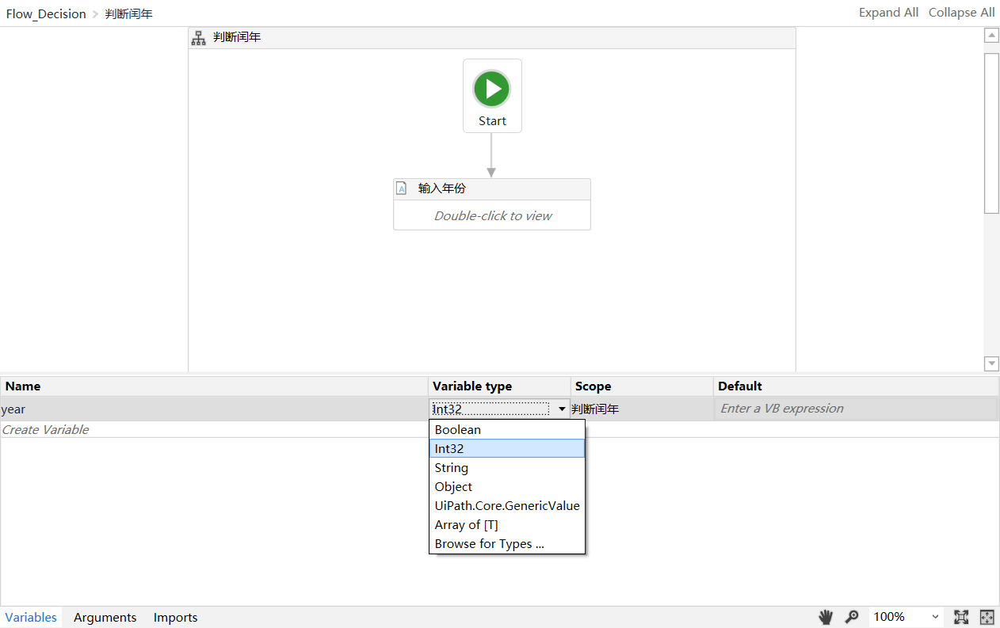 Flow_Decision > 判断闰年
Expand All Collapse All
判断闰年
Start
输入年份
Double-click to view
Name Variable type Scope Default
year Int32 判断闰年 Enter a VB expression
Create Variable
Boolean
Int32
String
Object
UiPath.Core.GenericValue
Array of [T]
Browse for Types ...
Variables Arguments Imports 100%